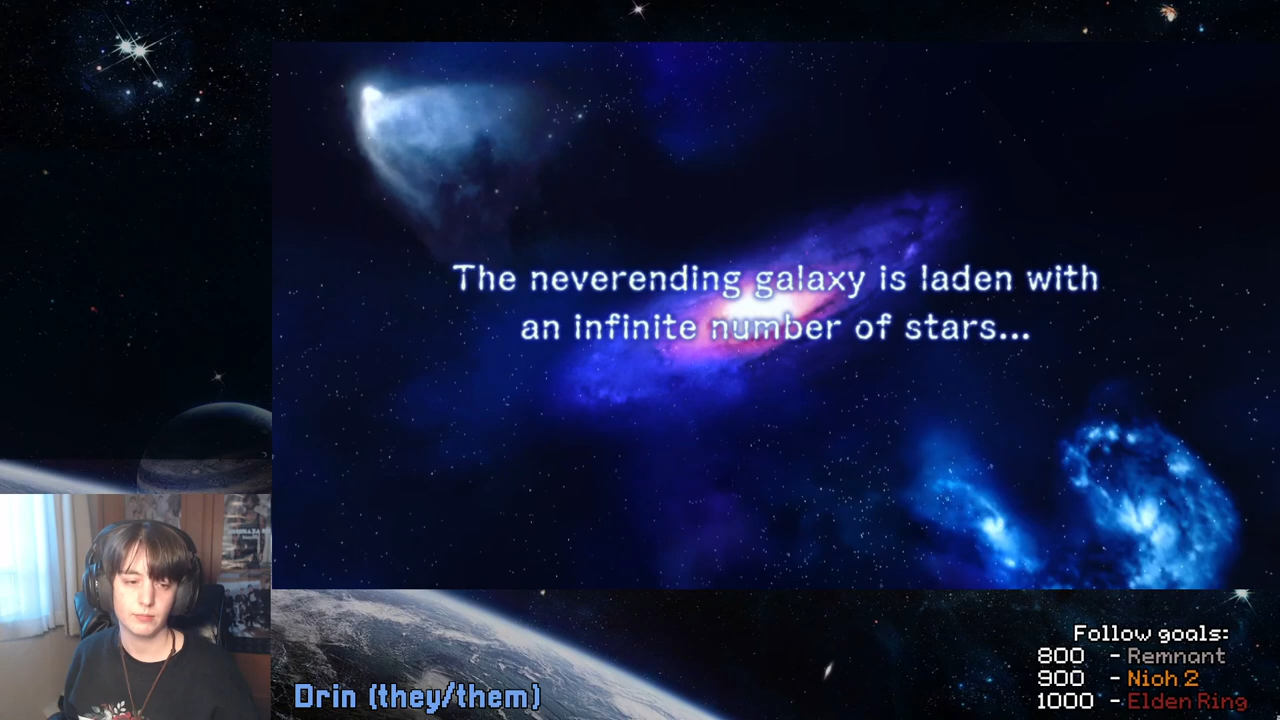 The neverending galaxy is laden with
an infinite number of stars...
Follow goals:
800 - Remnant
900 - Nioh 2
1000 - Elden Ring
Drin (they/them)